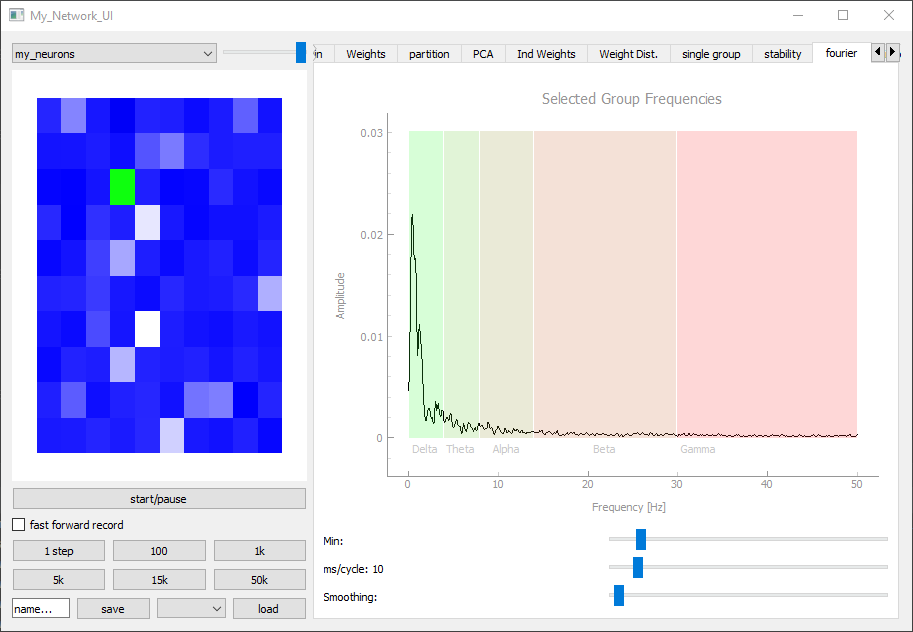 My_Network_UI
my_neurons
in Weights partition PCA Ind Weights Weight Dist. single group stability fourier
Selected Group Frequencies
0.03
0.02
0.01
0
Amplitude
Delta Theta Alpha Beta Gamma
0 10 20 30 40 50
Frequency [Hz]
start/pause
fast forward record
1 step 100 1k
5k 15k 50k
name... save load
Min:
ms/cycle: 10
Smoothing: